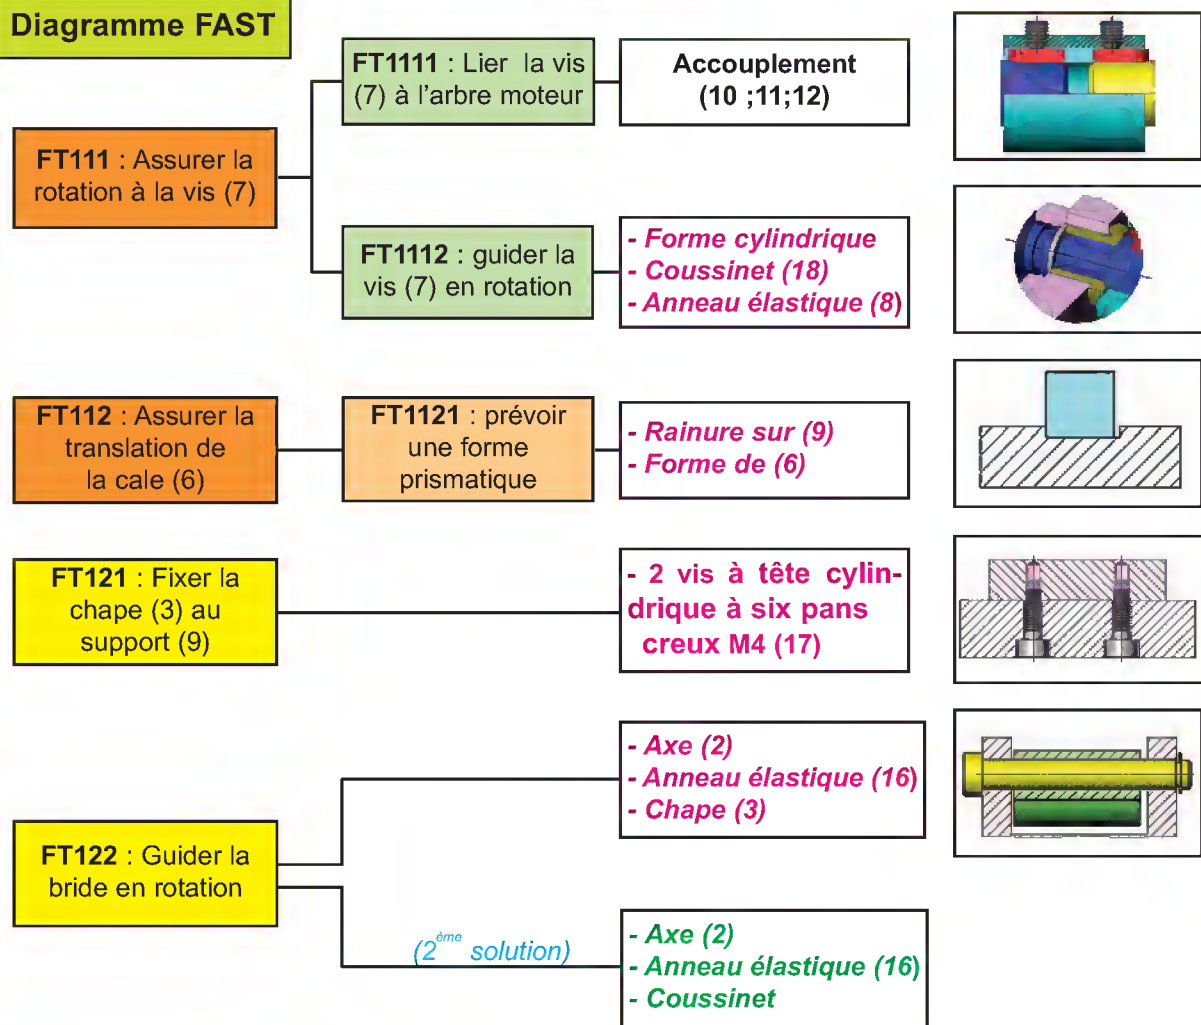 Diagramme FAST
FT1111 : Lier la vis
(7) à l'arbre moteur
Accouplement
(10 ;11;12)
FT111 : Assurer la
rotation à la vis (7)
FT1112 : guider la
vis (7) en rotation
- Forme cylindrique
- Coussinet (18)
- Anneau élastique (8)
FT112 : Assurer la
translation de
la cale (6)
FT1121 : prévoir
une forme
prismatique
- Rainure sur (9)
- Forme de (6)
FT121 : Fixer la
chape (3) au
support (9)
- 2 vis à tête cylin-
drique à six pans
creux M4 (17)
- Axe (2)
- Anneau élastique (16)
- Chape (3)
FT122 : Guider la
bride en rotation
(2ème solution)
- Axe (2)
- Anneau élastique (16)
- Coussinet